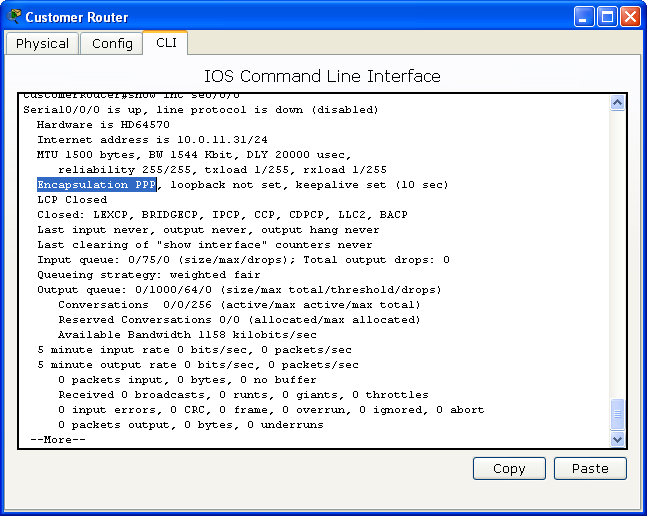 Customer Router
Physical Config CLI
IOS Command Line Interface
CustomerRouter#show int se0/0/0
Serial0/0/0 is up, line protocol is down (disabled)
Hardware is HD64570
Internet address is 10.0.11.31/24
MTU 1500 bytes, BW 1544 Kbit, DLY 20000 usec,
reliability 255/255, txload 1/255, rxload 1/255
Encapsulation PPP, loopback not set, keepalive set (10 sec)
LCP Closed
Closed: LEXCP, BRIDGECP, IPCP, CCP, CDPCP, LLC2, BACP
Last input never, output never, output hang never
Last clearing of "show interface" counters never
Input queue: 0/75/0 (size/max/drops); Total output drops: 0
Queueing strategy: weighted fair
Output queue: 0/1000/64/0 (size/max total/threshold/drops)
Conversations 0/0/256 (active/max active/max total)
Reserved Conversations 0/0 (allocated/max allocated)
Available Bandwidth 1158 kilobits/sec
5 minute input rate 0 bits/sec, 0 packets/sec
5 minute output rate 0 bits/sec, 0 packets/sec
0 packets input, 0 bytes, 0 no buffer
Received 0 broadcasts, 0 runts, 0 giants, 0 throttles
0 input errors, 0 CRC, 0 frame, 0 overrun, 0 ignored, 0 abort
0 packets output, 0 bytes, 0 underruns
--More--
Copy Paste